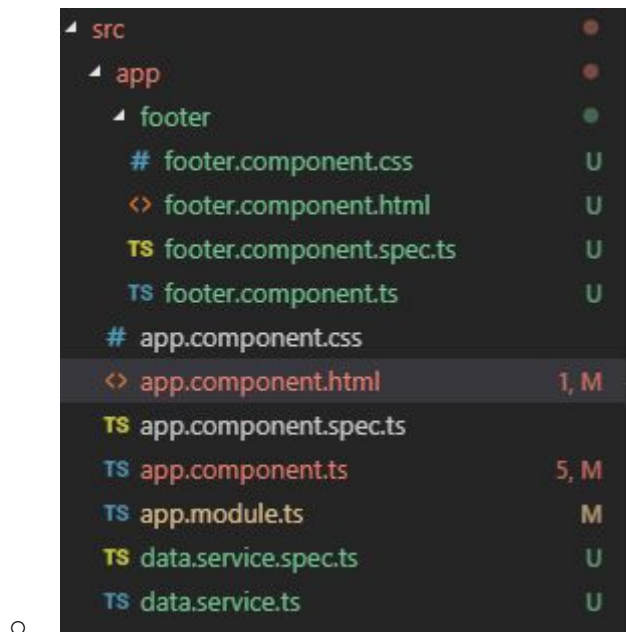 src
app
footer
# footer.component.css U
<> footer.component.html U
TS footer.component.spec.ts U
TS footer.component.ts U
# app.component.css
<> app.component.html 1, M
TS app.component.spec.ts
TS app.component.ts 5, M
TS app.module.ts M
TS data.service.spec.ts U
TS data.service.ts U